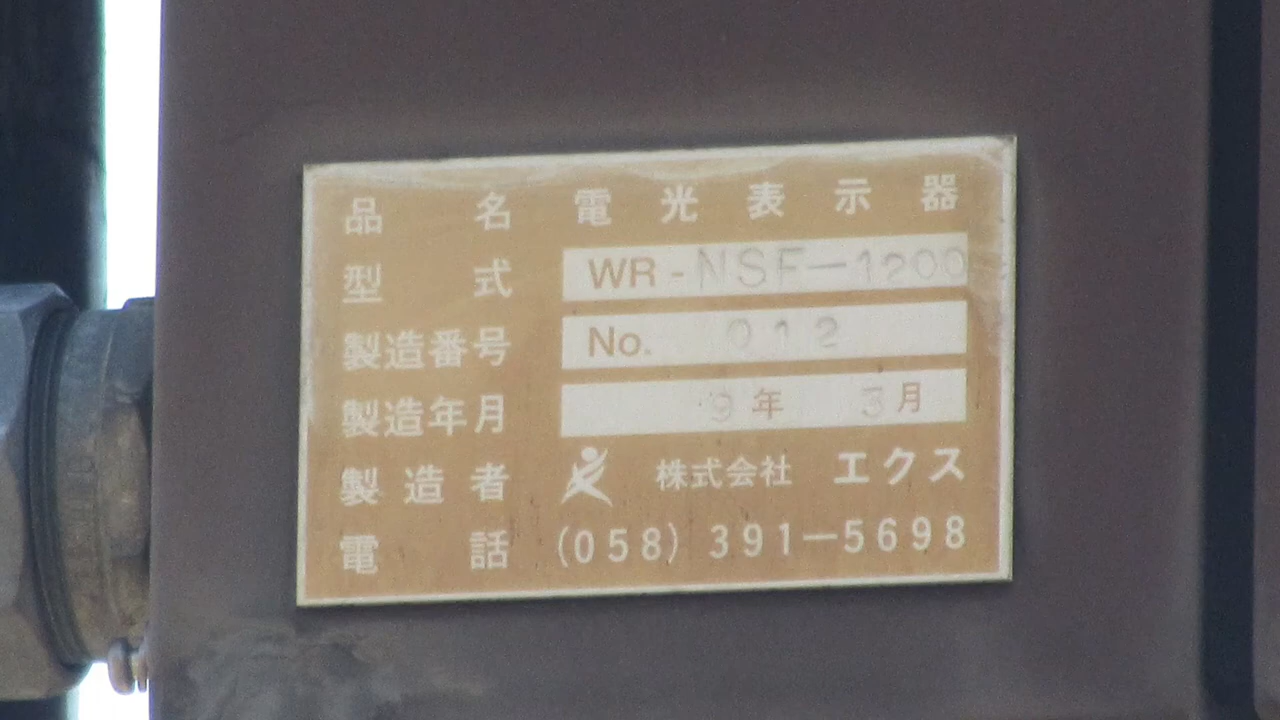 品名 電光表示器
型式 WR-NSF-1200
製造番号 No. 012
製造年月 9年 3月
製造者 株式会社 エクス
電話 (058) 391-5698